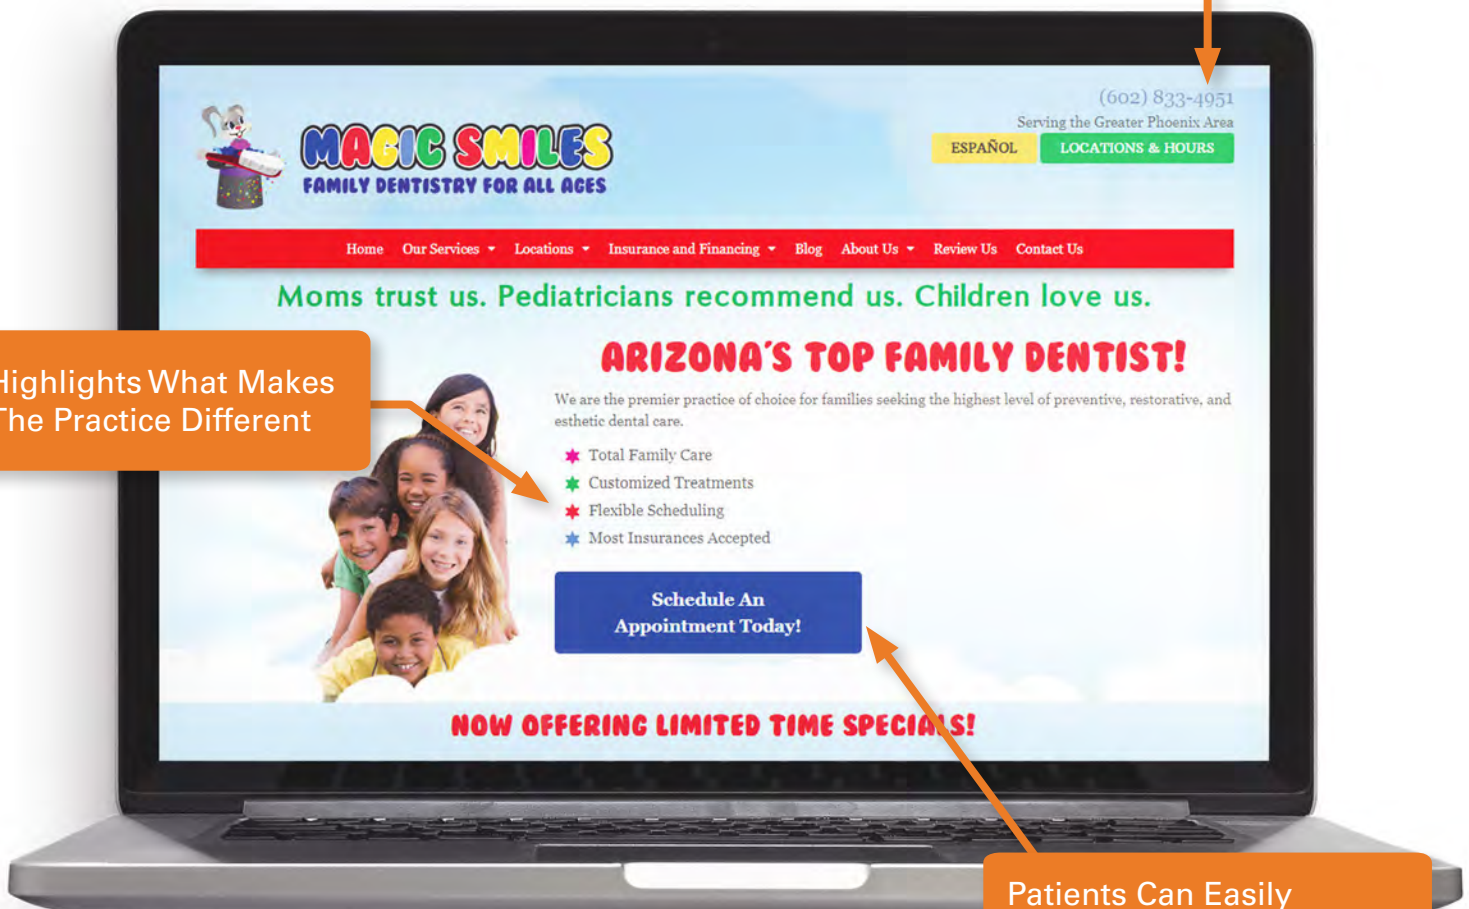 (602) 833-4951
Serving the Greater Phoenix Area
ESPAÑOL
LOCATIONS & HOURS
MAGIC SMILES
FAMILY DENTISTRY FOR ALL AGES
Home Our Services Locations Insurance and Financing Blog About Us Review Us Contact Us
Moms trust us. Pediatricians recommend us. Children love us.
Highlights What Makes
The Practice Different
ARIZONA'S TOP FAMILY DENTIST!
We are the premier practice of choice for families seeking the highest level of preventive, restorative, and
esthetic dental care.
Total Family Care
Customized Treatments
Flexible Scheduling
Most Insurances Accepted
Schedule An
Appointment Today!
NOW OFFERING LIMITED TIME SPECIALS!
Patients Can Easily